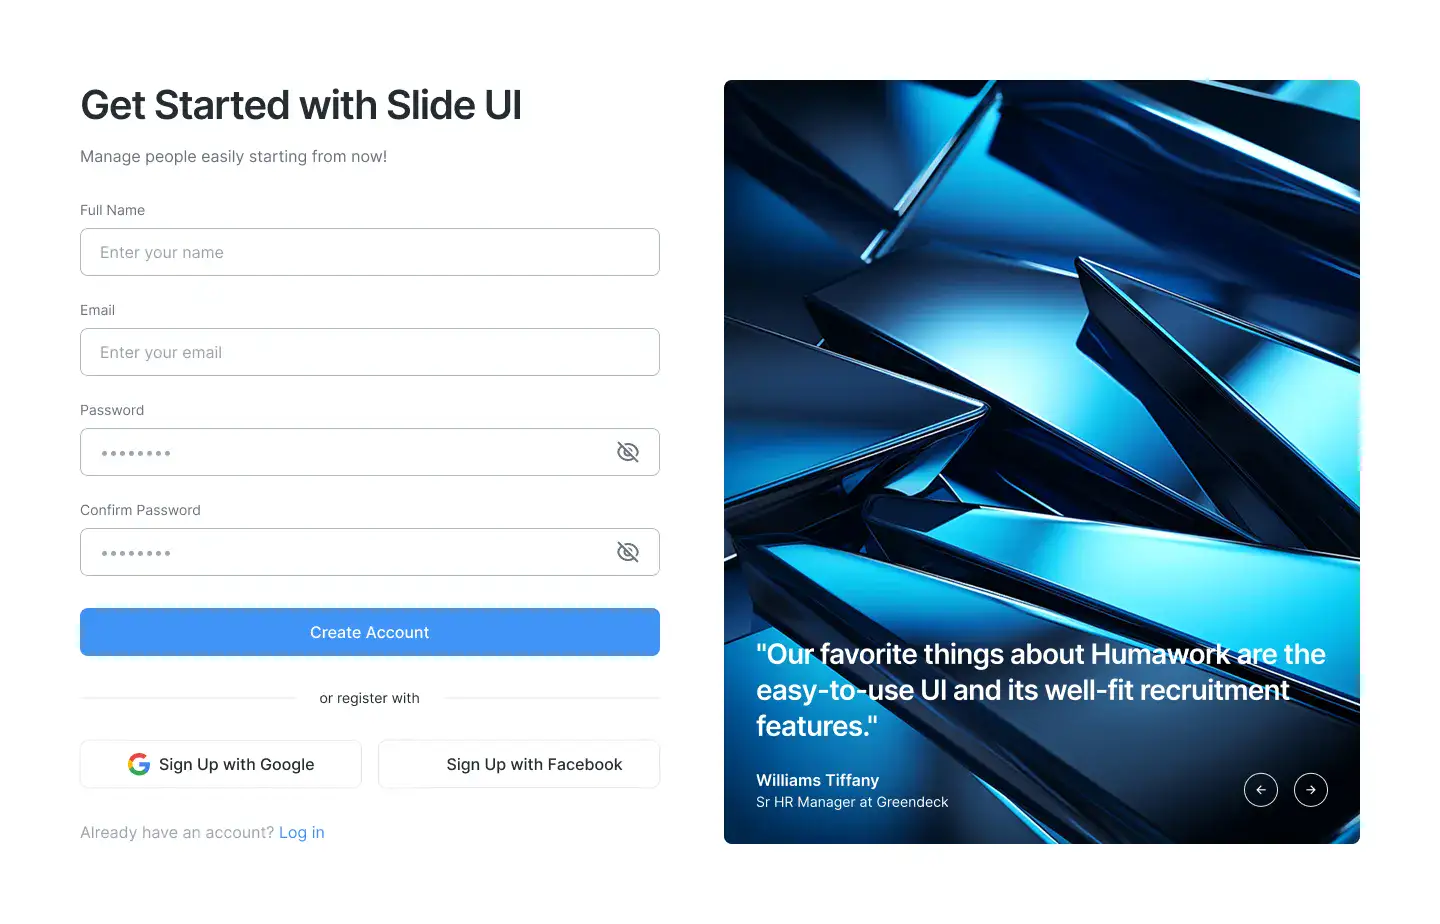 Get Started with Slide UI
Manage people easily starting from now!
Full Name
Enter your name
Email
Enter your email
Password
Confirm Password
Create Account
or register with
Sign Up with Google
Sign Up with Facebook
Already have an account? Log in
"Our favorite things about Humawork are the
easy-to-use UI and its well-fit recruitment
features."
Williams Tiffany
Sr HR Manager at Greendeck